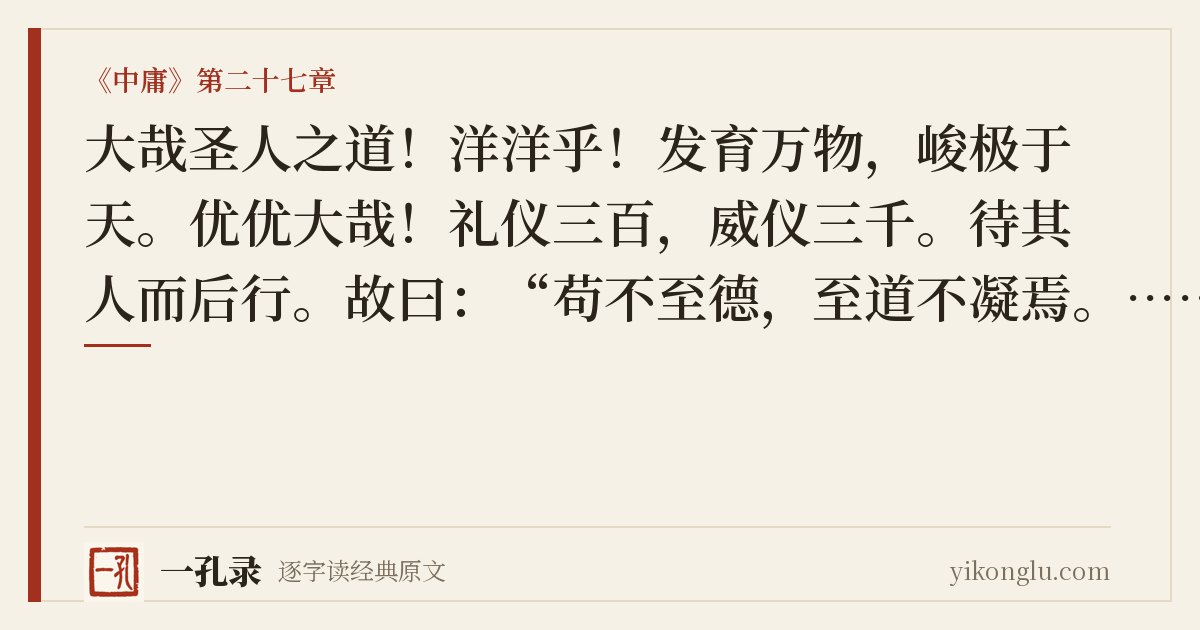 《中庸》第二十七章
大哉圣人之道！洋洋乎！发育万物，峻极于
天。优优大哉！礼仪三百，威仪三千。待其
人而后行。故曰：“苟不至德，至道不凝焉。……
一孔
一孔录 逐字读经典原文 yikonglu.com